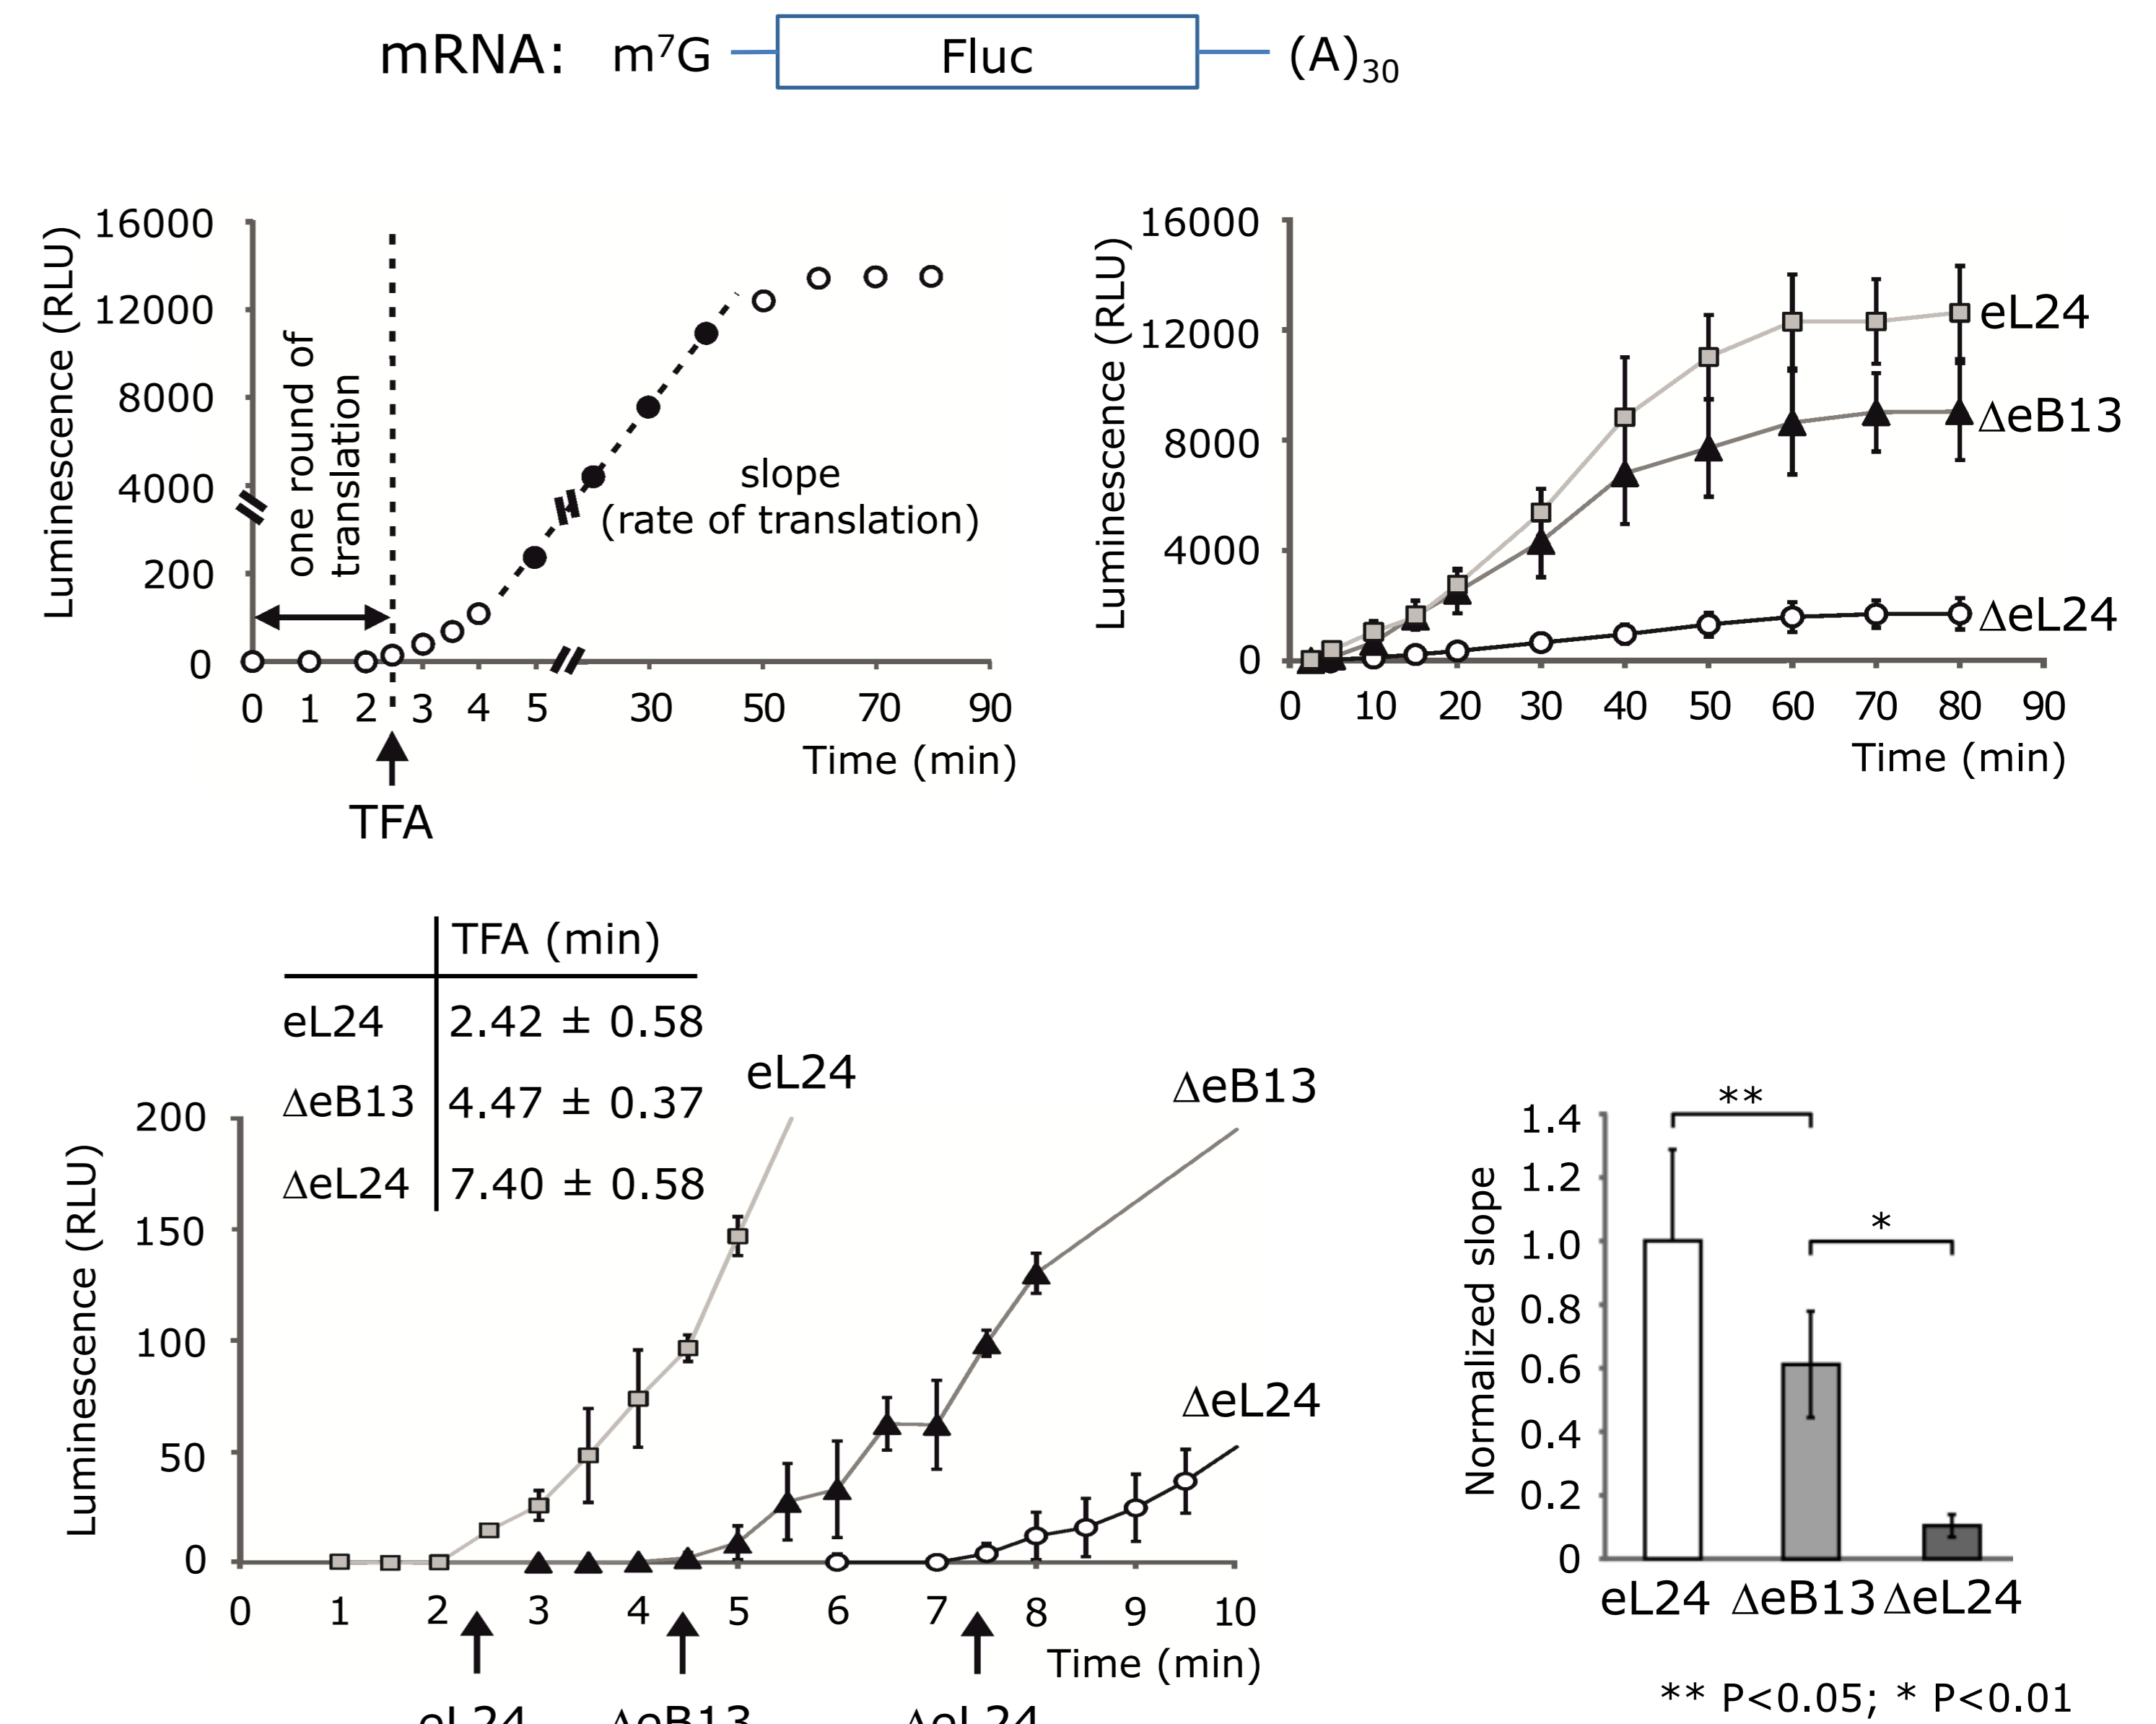 mRNA: m⁷G Fluc (A)₃₀
Luminescence (RLU)
16000
12000
8000
4000
200
0
one round of
translation
slope
(rate of translation)
0 1 2 3 4 5 30 50 70 90
Time (min)
TFA
Luminescence (RLU)
16000
12000
8000
4000
0
eL24
ΔeB13
ΔeL24
0 10 20 30 40 50 60 70 80 90
Time (min)
TFA (min)
eL24 2.42 ± 0.58
ΔeB13 4.47 ± 0.37
ΔeL24 7.40 ± 0.58
Luminescence (RLU)
200
150
100
50
0
eL24
ΔeB13
ΔeL24
0 1 2 3 4 5 6 7 8 9 10
Time (min)
eL24 ΔeB13 ΔeL24
Normalized slope
1.4
1.2
1.0
0.8
0.6
0.4
0.2
0
**
*
eL24 ΔeB13 ΔeL24
** P<0.05; * P<0.01